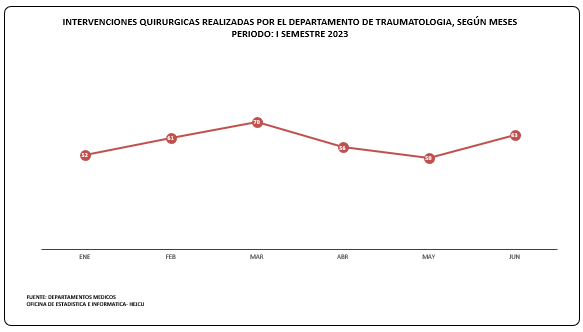 INTERVENCIONES QUIRURGICAS REALIZADAS POR EL DEPARTAMENTO DE TRAUMATOLOGIA, SEGÚN MESES
PERIODO: I SEMESTRE 2023
52
61
70
56
50
63
ENE
FEB
MAR
ABR
MAY
JUN
FUENTE: DEPARTAMENTOS MEDICOS
OFICINA DE ESTADISTICA E INFORMATICA- HEJCU